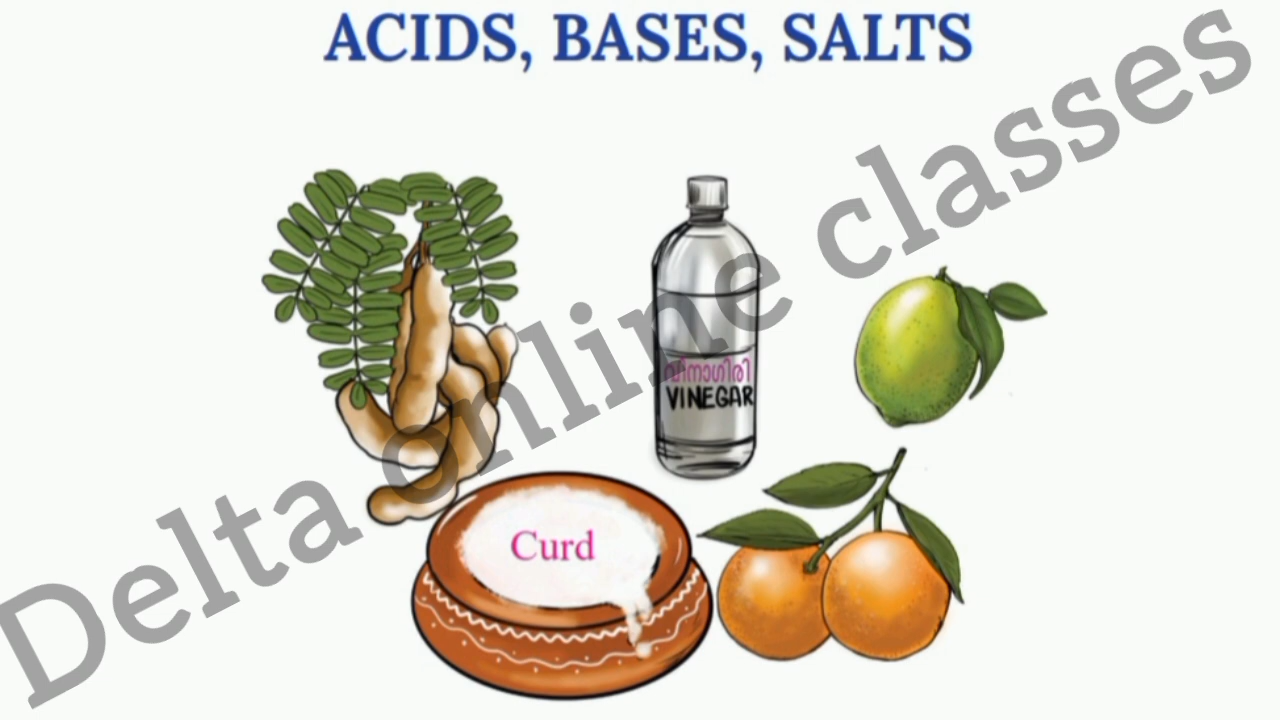 ACIDS, BASES, SALTS
Delta online classes
വിനാഗിരി
VINEGAR
Curd